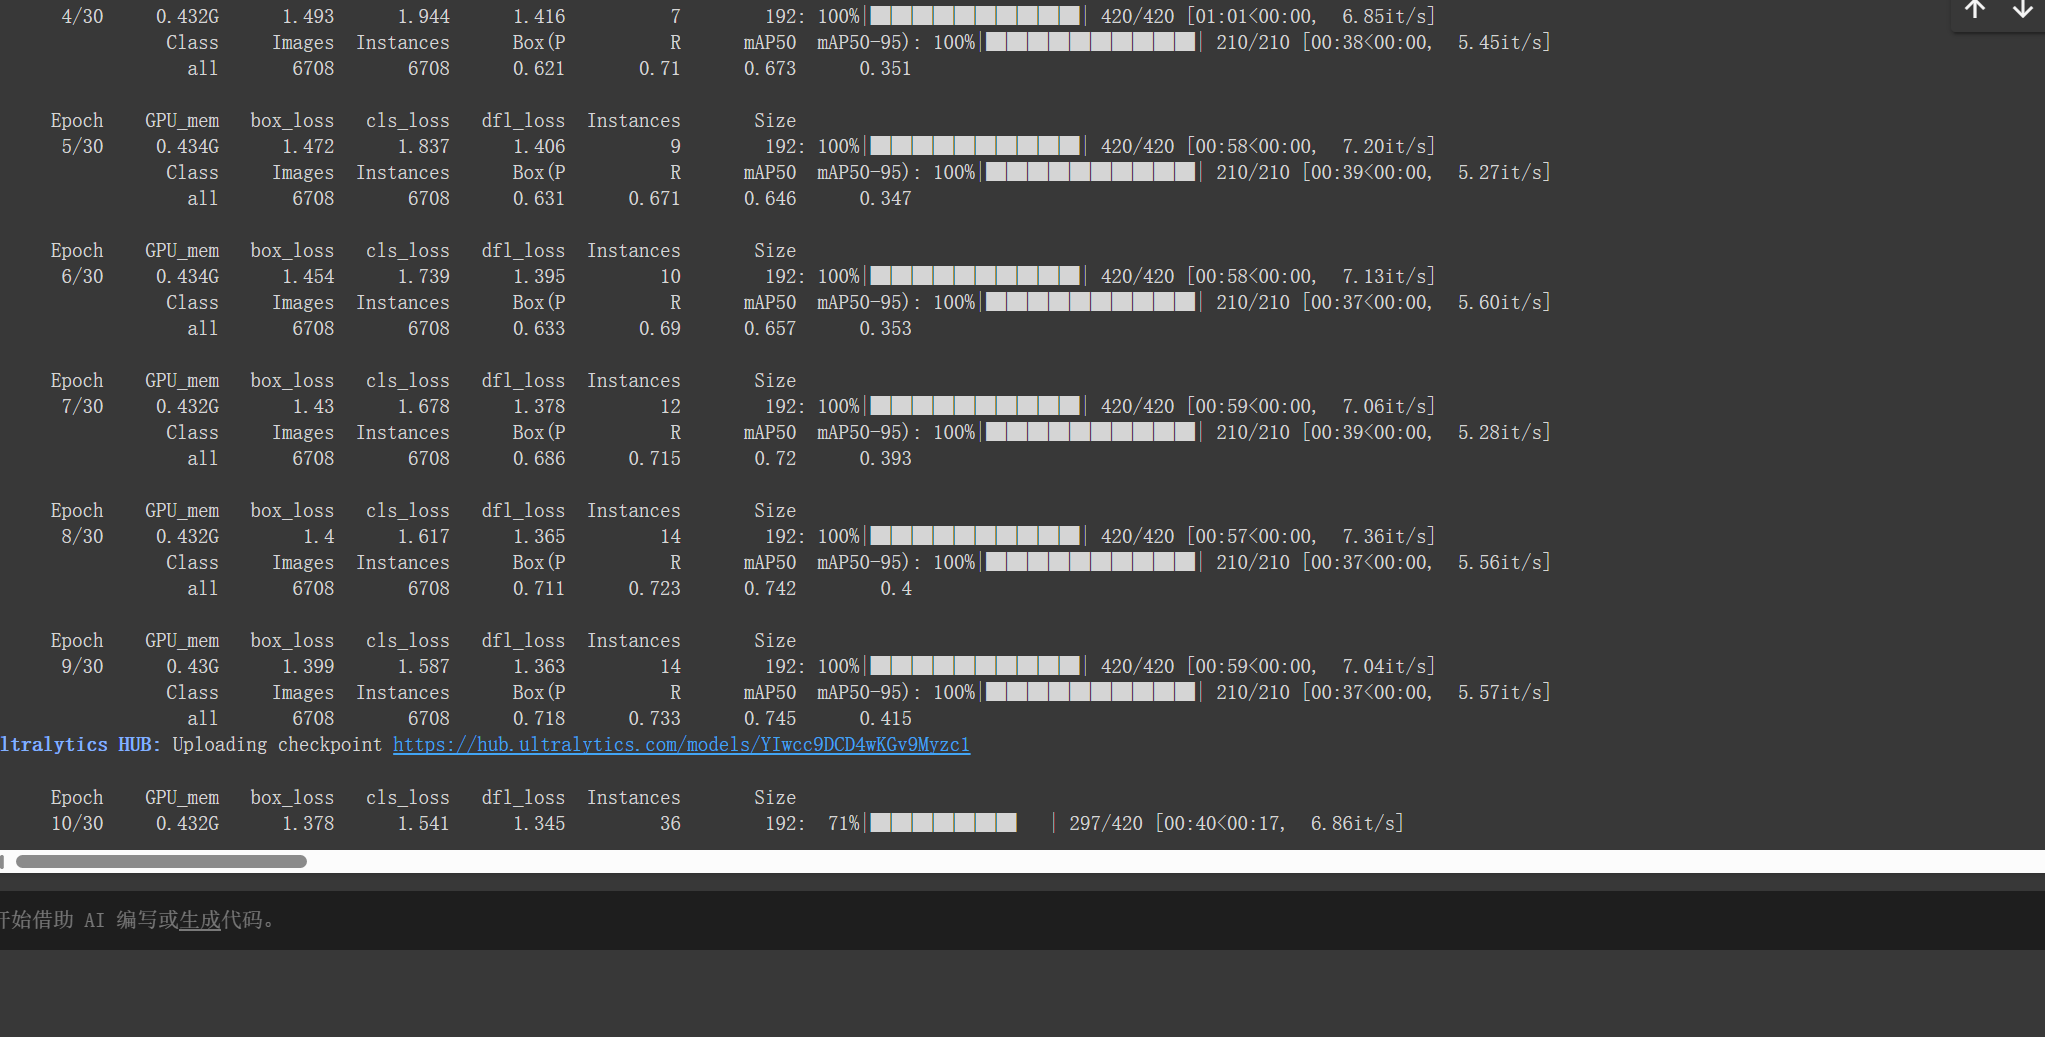 4/30 0.432G 1.493 1.944 1.416 7 192: 100%|██████████| 420/420 [01:01<00:00, 6.85it/s]
Class Images Instances Box(P R mAP50 mAP50-95): 100%|██████████| 210/210 [00:38<00:00, 5.45it/s]
all 6708 6708 0.621 0.71 0.673 0.351
Epoch GPU_mem box_loss cls_loss dfl_loss Instances Size
5/30 0.434G 1.472 1.837 1.406 9 192: 100%|██████████| 420/420 [00:58<00:00, 7.20it/s]
Class Images Instances Box(P R mAP50 mAP50-95): 100%|██████████| 210/210 [00:39<00:00, 5.27it/s]
all 6708 6708 0.631 0.671 0.646 0.347
Epoch GPU_mem box_loss cls_loss dfl_loss Instances Size
6/30 0.434G 1.454 1.739 1.395 10 192: 100%|██████████| 420/420 [00:58<00:00, 7.13it/s]
Class Images Instances Box(P R mAP50 mAP50-95): 100%|██████████| 210/210 [00:37<00:00, 5.60it/s]
all 6708 6708 0.633 0.69 0.657 0.353
Epoch GPU_mem box_loss cls_loss dfl_loss Instances Size
7/30 0.432G 1.43 1.678 1.378 12 192: 100%|██████████| 420/420 [00:59<00:00, 7.06it/s]
Class Images Instances Box(P R mAP50 mAP50-95): 100%|██████████| 210/210 [00:39<00:00, 5.28it/s]
all 6708 6708 0.686 0.715 0.72 0.393
Epoch GPU_mem box_loss cls_loss dfl_loss Instances Size
8/30 0.432G 1.4 1.617 1.365 14 192: 100%|██████████| 420/420 [00:57<00:00, 7.36it/s]
Class Images Instances Box(P R mAP50 mAP50-95): 100%|██████████| 210/210 [00:37<00:00, 5.56it/s]
all 6708 6708 0.711 0.723 0.742 0.4
Epoch GPU_mem box_loss cls_loss dfl_loss Instances Size
9/30 0.43G 1.399 1.587 1.363 14 192: 100%|██████████| 420/420 [00:59<00:00, 7.04it/s]
Class Images Instances Box(P R mAP50 mAP50-95): 100%|██████████| 210/210 [00:37<00:00, 5.57it/s]
all 6708 6708 0.718 0.733 0.745 0.415
ltralytics HUB: Uploading checkpoint https://hub.ultralytics.com/models/YIwcc9DCD4wKGv9Myzc1
Epoch GPU_mem box_loss cls_loss dfl_loss Instances Size
10/30 0.432G 1.378 1.541 1.345 36 192: 71%|███████ | 297/420 [00:40<00:17, 6.86it/s]
开始借助 AI 编写或生成代码。